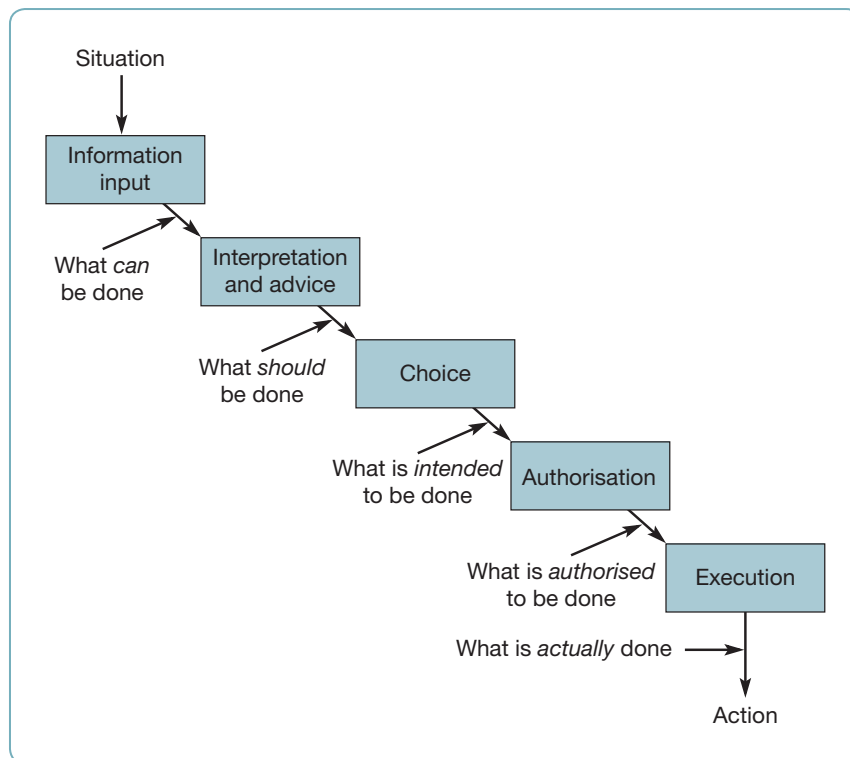 Situation
Information
input
What can
be done
Interpretation
and advice
What should
be done
Choice
What is intended
to be done
Authorisation
What is authorised
to be done
Execution
What is actually done
Action